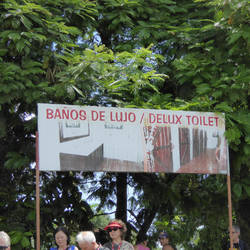 BAÑOS DE LUJO / DELUX TOILET